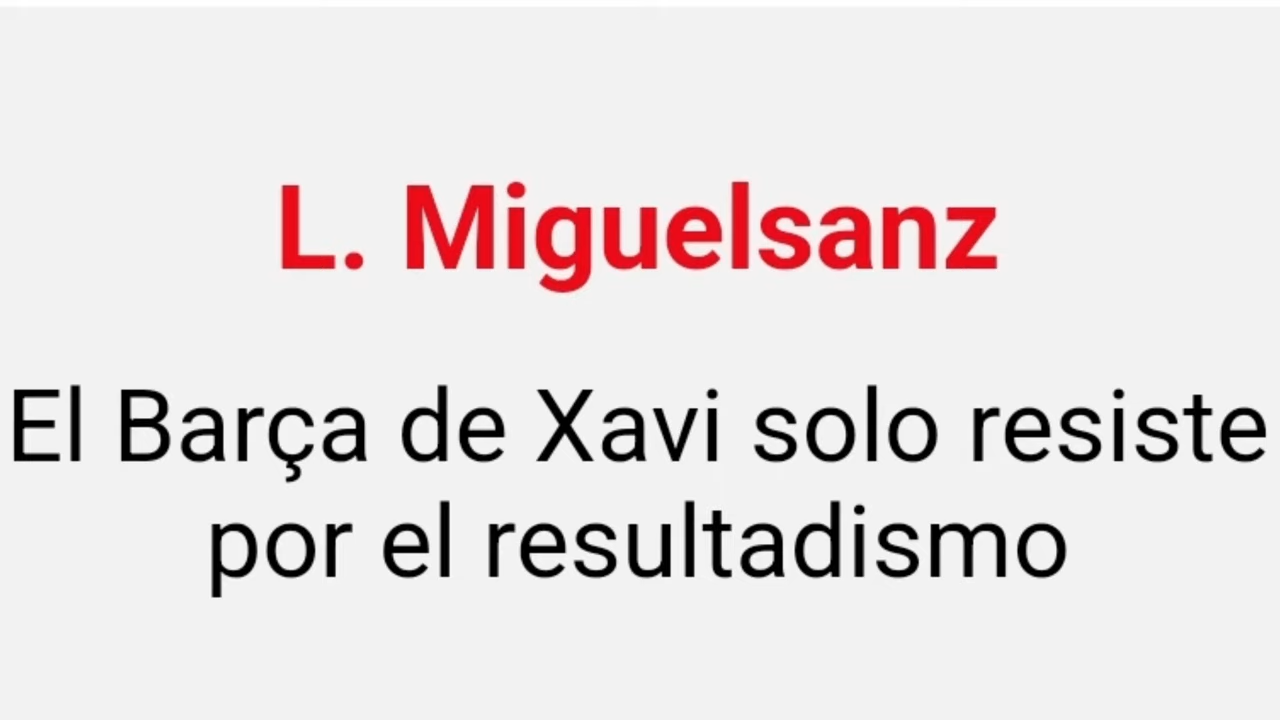 L. Miguelsanz
El Barça de Xavi solo resiste
por el resultadismo